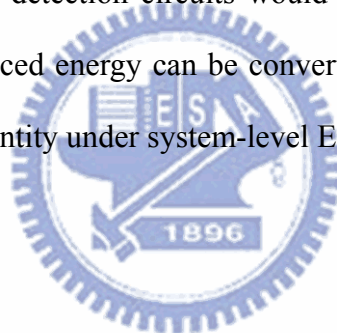 detection circuits would
ced energy can be conver
ntity under system-level E
E S A
1896